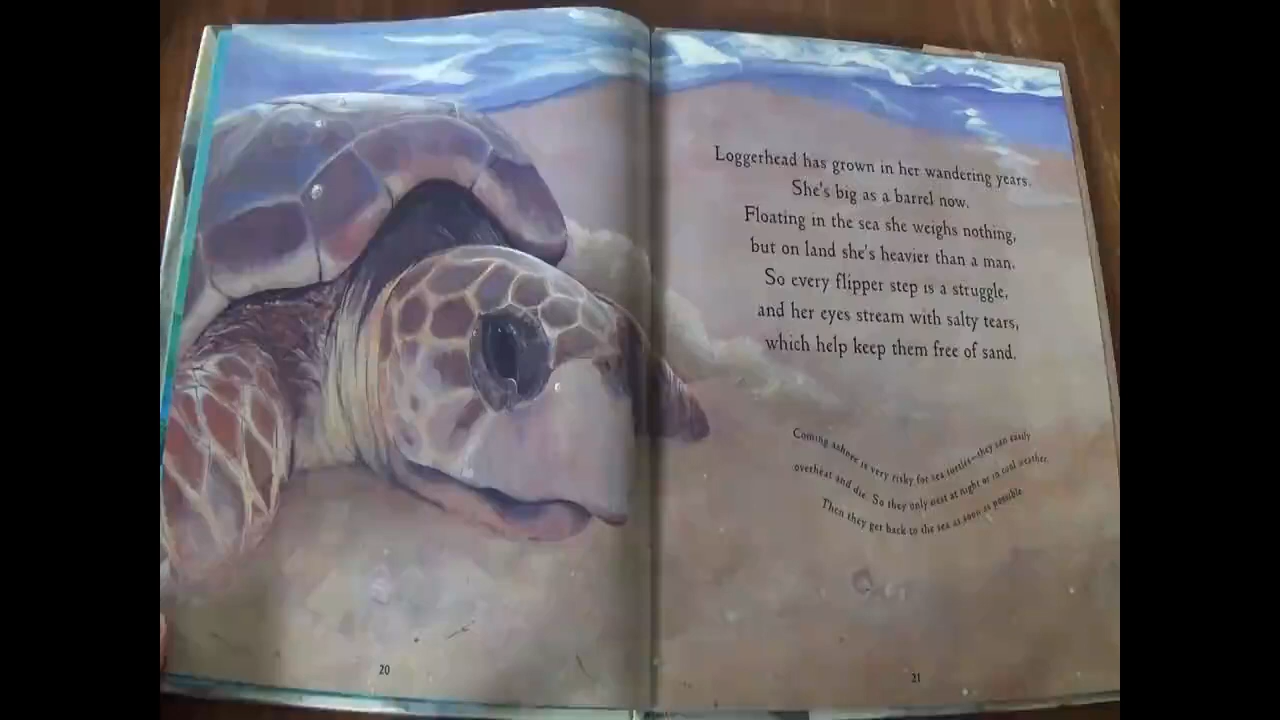 Loggerhead has grown in her wandering years.
She's big as a barrel now.
Floating in the sea she weighs nothing,
but on land she's heavier than a man.
So every flipper step is a struggle,
and her eyes stream with salty tears,
which help keep them free of sand.
Coming ashore is very risky for sea turtles—they can easily
overheat and die. So they only nest at night or in cool weather.
Then they get back to the sea as soon as possible.
20
21